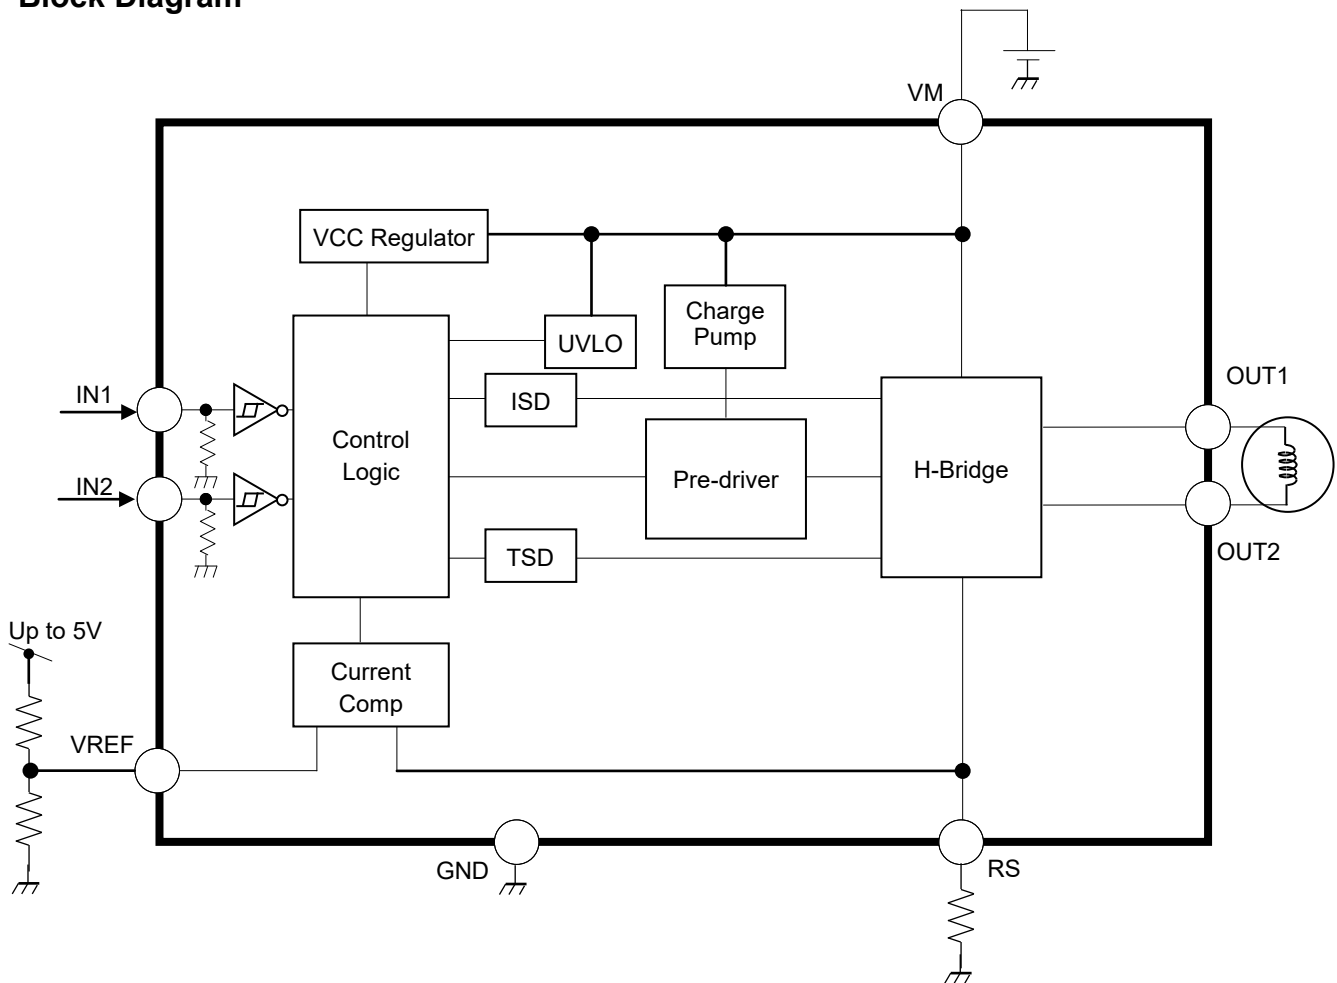 Block Diagram
VM
VCC Regulator
Charge
Pump
UVLO
OUT1
IN1
ISD
Control
Logic
H-Bridge
Pre-driver
IN2
TSD
OUT2
Up to 5V
Current
Comp
VREF
GND
RS